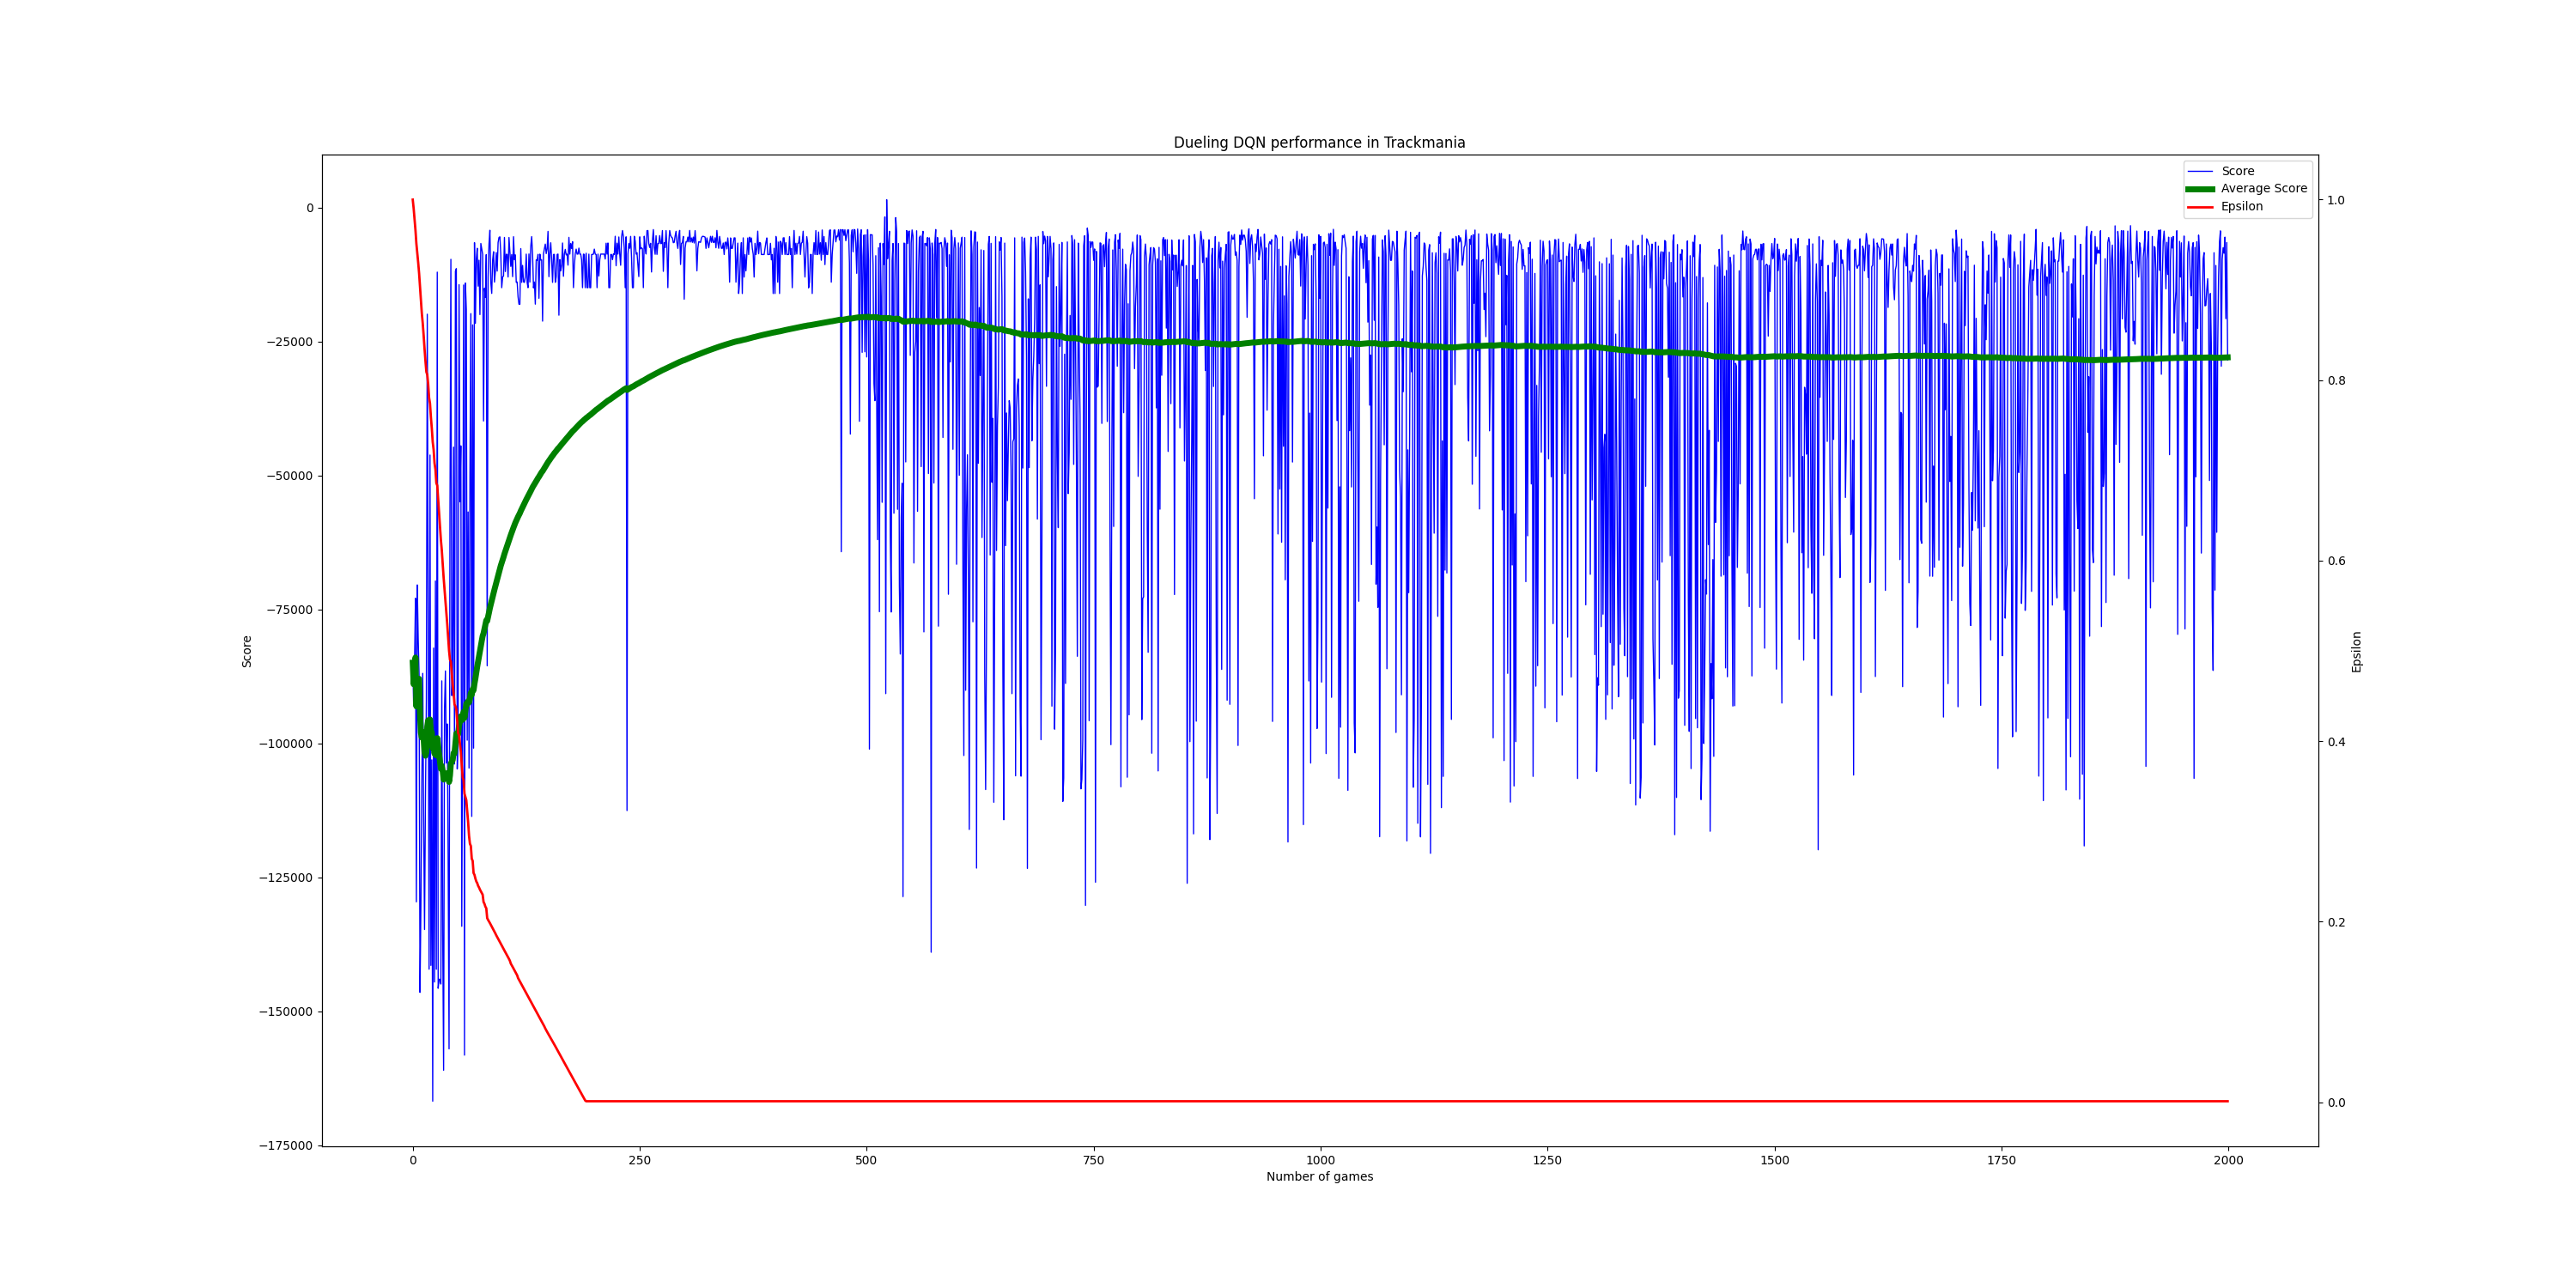 Dueling DQN performance in Trackmania
Score
Average Score
Epsilon
0
−25000
−50000
−75000
−100000
−125000
−150000
−175000
Score
1.0
0.8
0.6
0.4
0.2
0.0
Epsilon
0 250 500 750 1000 1250 1500 1750 2000
Number of games